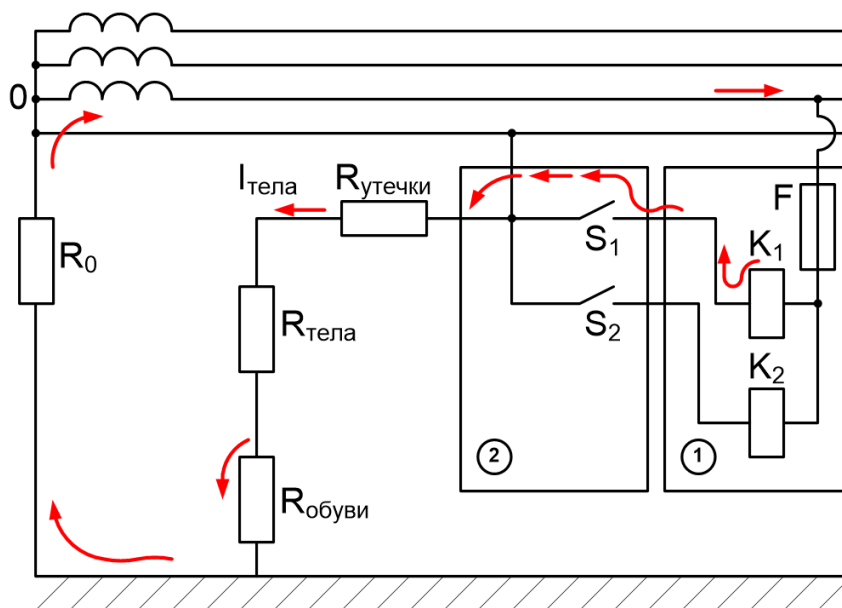 0
Iтела
Rутечки
F
S₁
K₁
R₀
Rтела
S₂
K₂
2
1
Rобуви